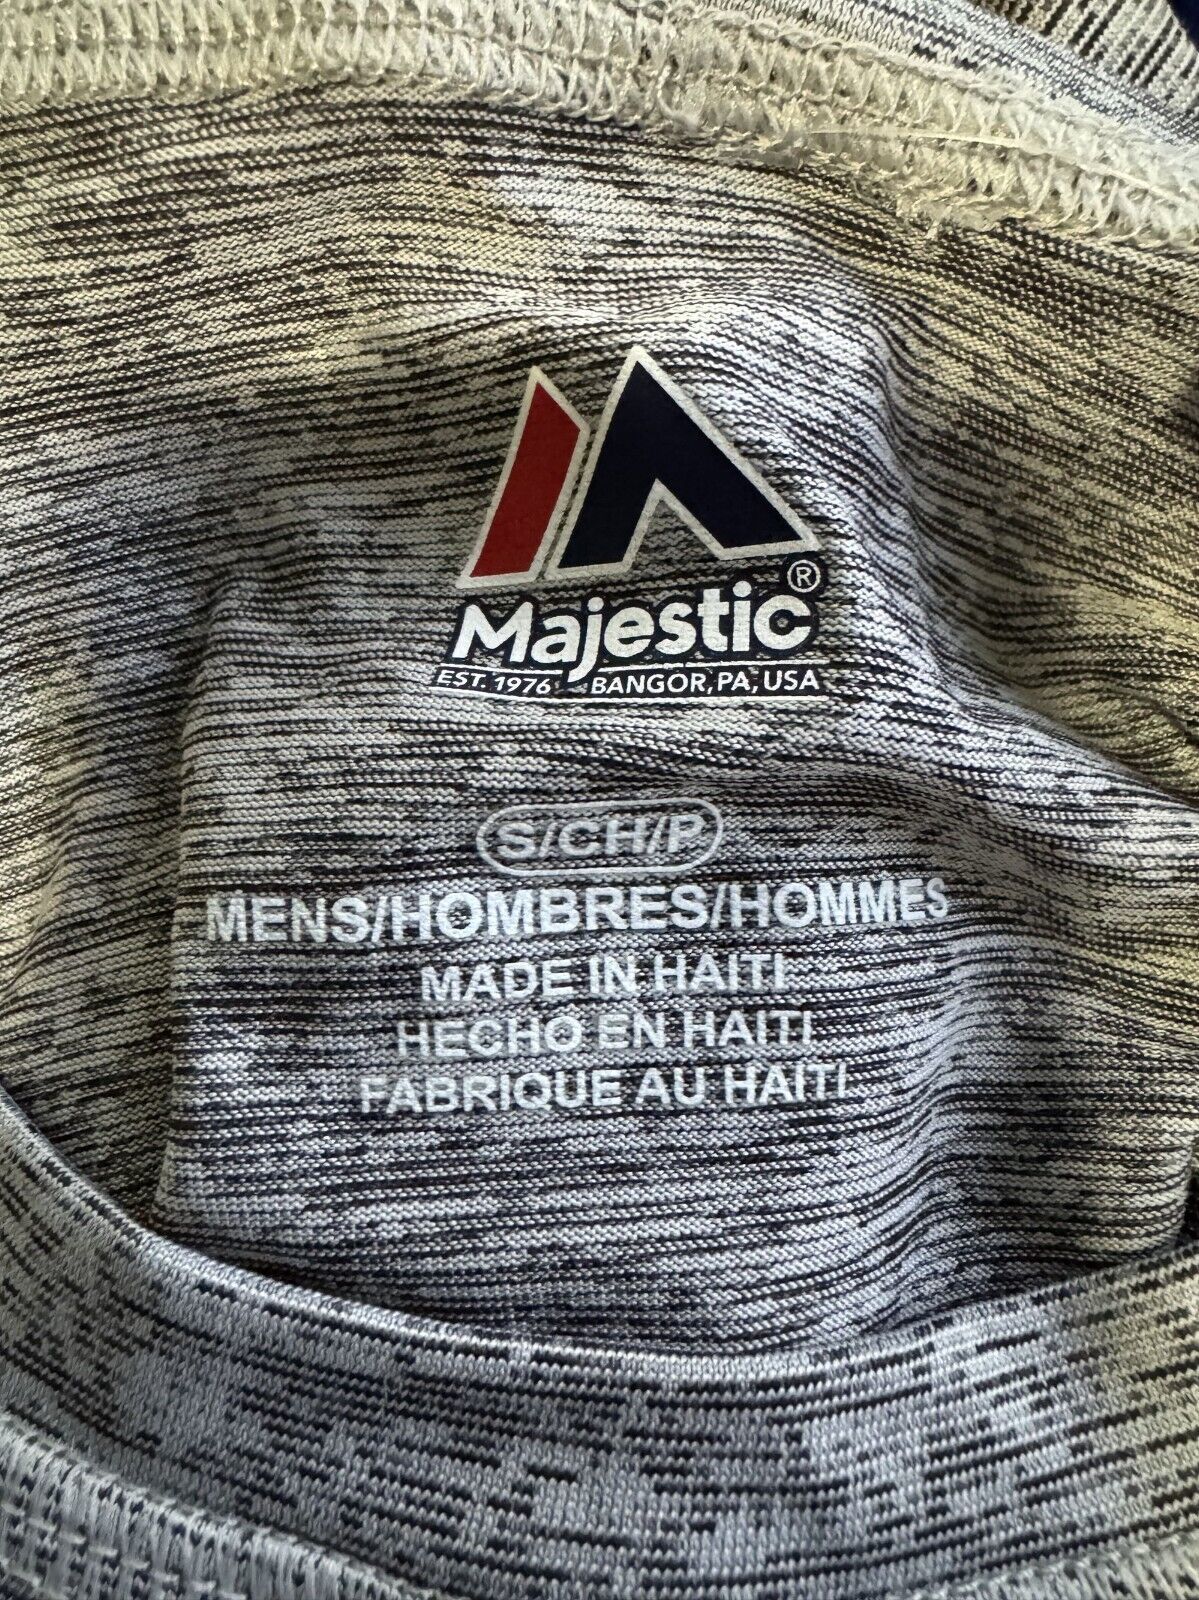 Majestic®
EST. 1976 BANGOR, PA, USA
S/CH/P
MENS/HOMBRES/HOMMES
MADE IN HAITI
HECHO EN HAITI
FABRIQUE AU HAITI